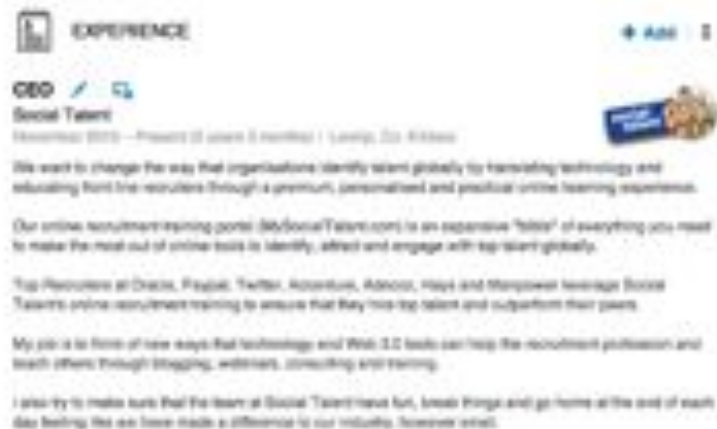 EXPERIENCE
+ Add
CEO
Social Talent
Present
We want to change the way that organisations identify talent globally by translating technology and
educating front line recruiters through a premium, personalised and practical online learning experience.
Our online recruitment training portal (MySocialTalent.com) is an expansive "bible" of everything you need
to make the most out of online tools to identify, attract and engage with top talent globally.
Top Recruiters at Oracle, Paypal, Twitter, Accenture, Adecco, Hays and Manpower leverage Social
Talent's online recruitment training to ensure that they hire top talent and outperform their peers.
My job is to think of new ways that technology and Web tools can help the recruitment profession and
teach others through blogging, webinars, consulting and training.
I also try to make sure that the team at Social Talent have fun, break things and go home at the end of each
day feeling like we have made a difference to our industry, however small.